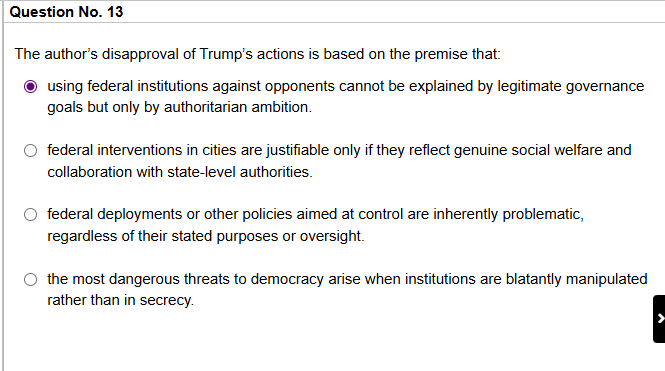 Question No. 13
The author's disapproval of Trump's actions is based on the premise that:
using federal institutions against opponents cannot be explained by legitimate governance
goals but only by authoritarian ambition.
federal interventions in cities are justifiable only if they reflect genuine social welfare and
collaboration with state-level authorities.
federal deployments or other policies aimed at control are inherently problematic,
regardless of their stated purposes or oversight.
the most dangerous threats to democracy arise when institutions are blatantly manipulated
rather than in secrecy.